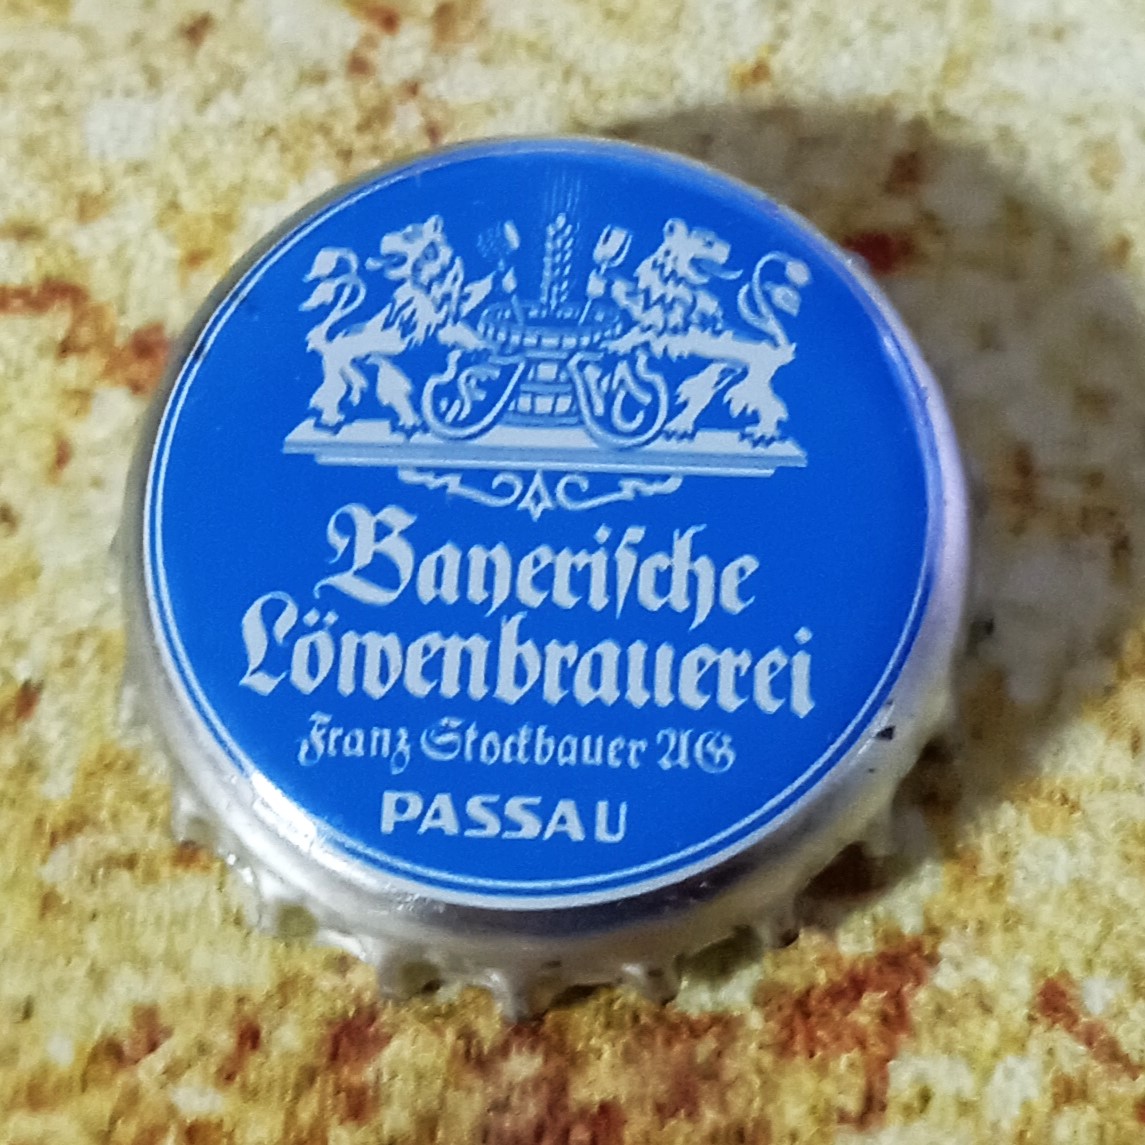 Bayeriſche
Löwenbrauerei
Franz Stockbauer AG
PASSAU